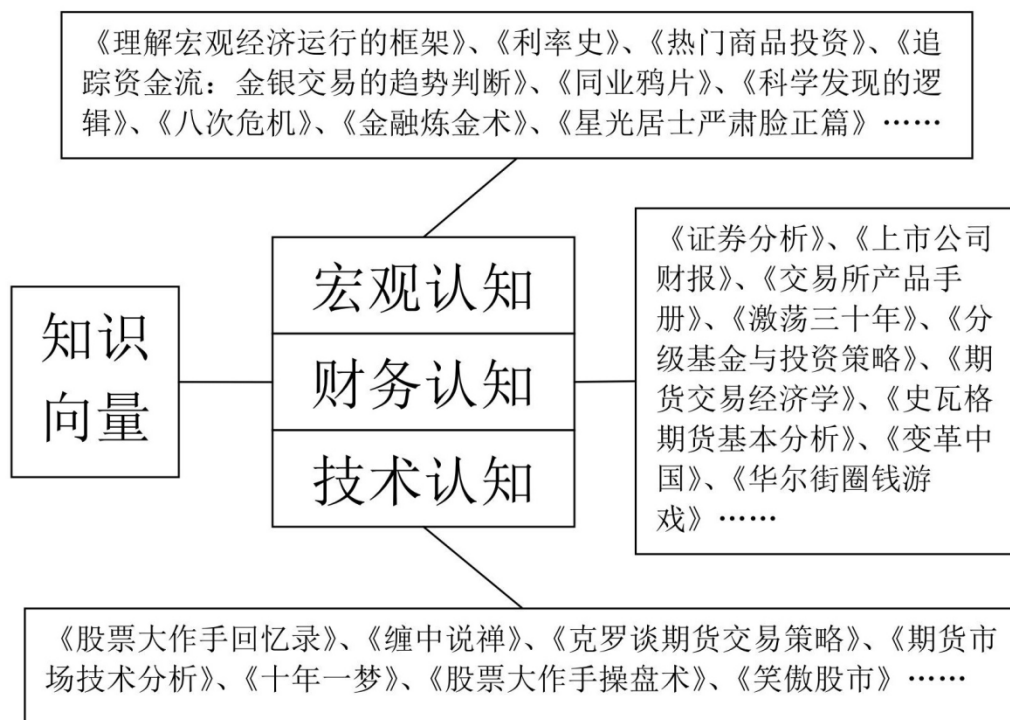 《理解宏观经济运行的框架》、《利率史》、《热门商品投资》、《追
踪资金流：金银交易的趋势判断》、《同业鸦片》、《科学发现的逻
辑》、《八次危机》、《金融炼金术》、《星光居士严肃脸正篇》……
知识
向量
宏观认知
财务认知
技术认知
《证券分析》、《上市公司
财报》、《交易所产品手
册》、《激荡三十年》、《分
级基金与投资策略》、《期
货交易经济学》、《史瓦格
期货基本分析》、《变革中
国》、《华尔街圈钱游
戏》……
《股票大作手回忆录》、《缠中说禅》、《克罗谈期货交易策略》、《期货市
场技术分析》、《十年一梦》、《股票大作手操盘术》、《笑傲股市》……